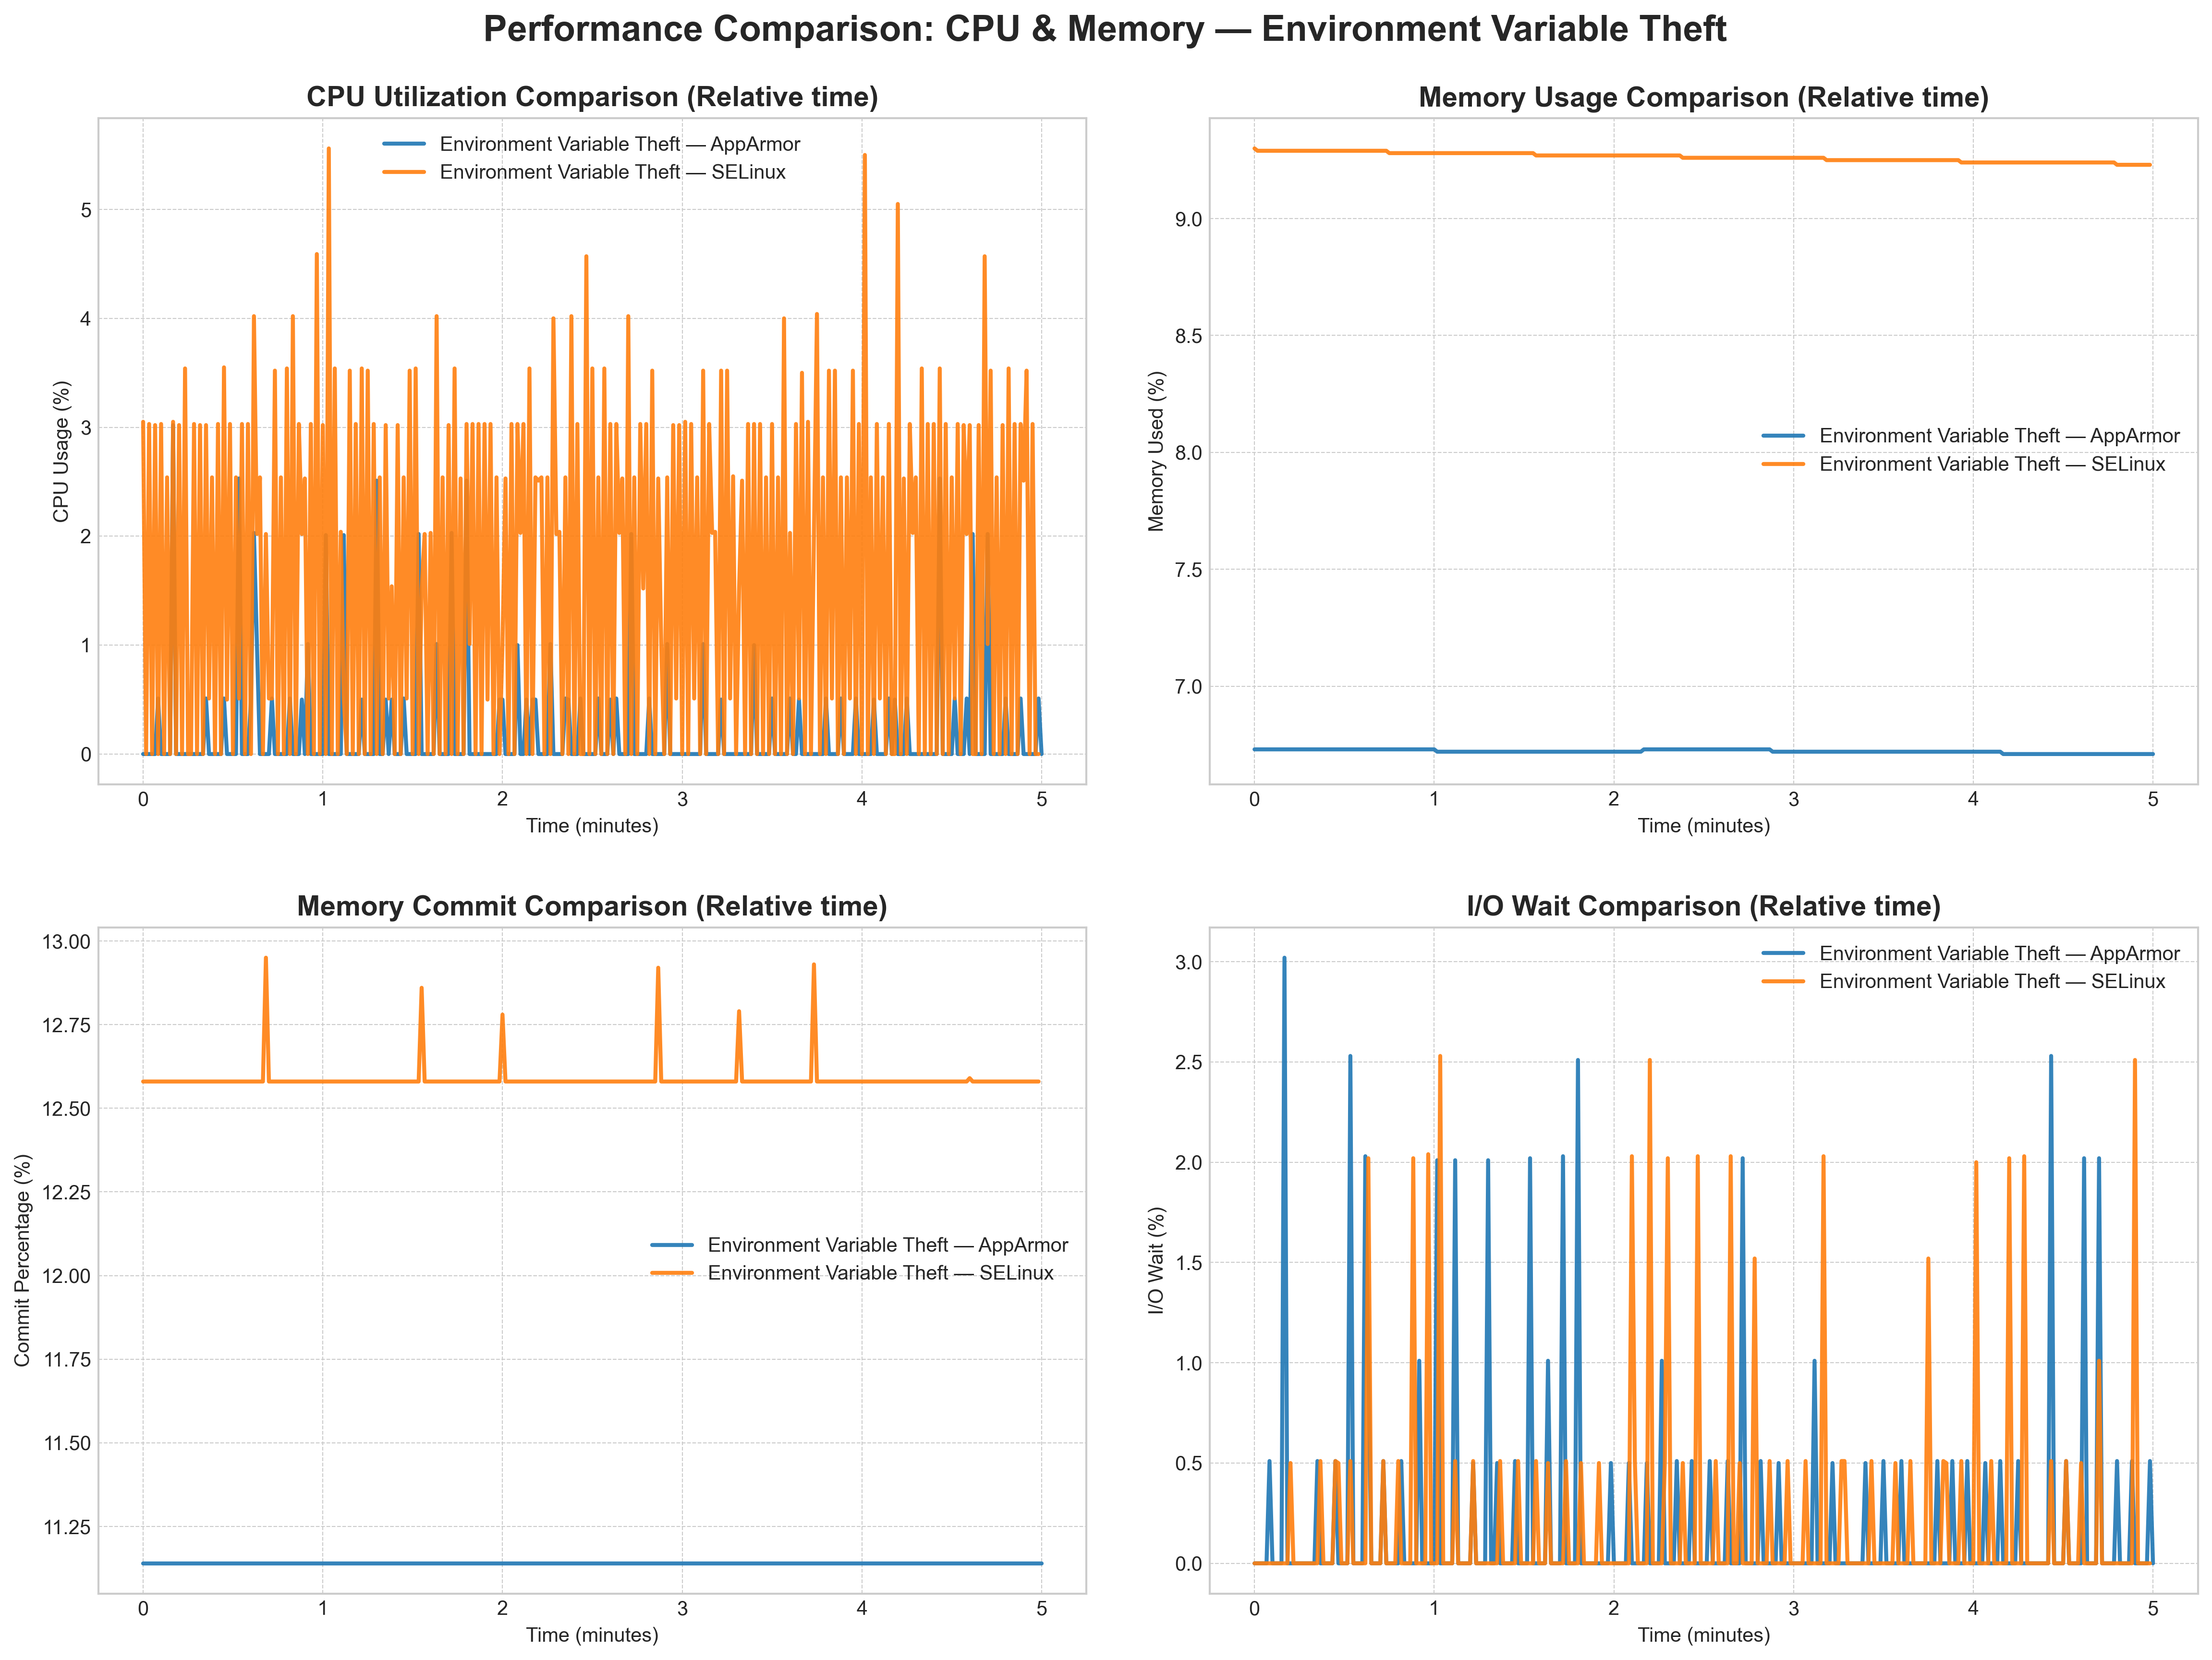 Performance Comparison: CPU & Memory — Environment Variable Theft
CPU Utilization Comparison (Relative time)
Environment Variable Theft — AppArmor
Environment Variable Theft — SELinux
CPU Usage (%)
5
4
3
2
1
0
0 1 2 3 4 5
Time (minutes)
Memory Usage Comparison (Relative time)
Environment Variable Theft — AppArmor
Environment Variable Theft — SELinux
Memory Used (%)
9.0
8.5
8.0
7.5
7.0
0 1 2 3 4 5
Time (minutes)
Memory Commit Comparison (Relative time)
Environment Variable Theft — AppArmor
Environment Variable Theft — SELinux
Commit Percentage (%)
13.00
12.75
12.50
12.25
12.00
11.75
11.50
11.25
0 1 2 3 4 5
Time (minutes)
I/O Wait Comparison (Relative time)
Environment Variable Theft — AppArmor
Environment Variable Theft — SELinux
I/O Wait (%)
3.0
2.5
2.0
1.5
1.0
0.5
0.0
0 1 2 3 4 5
Time (minutes)